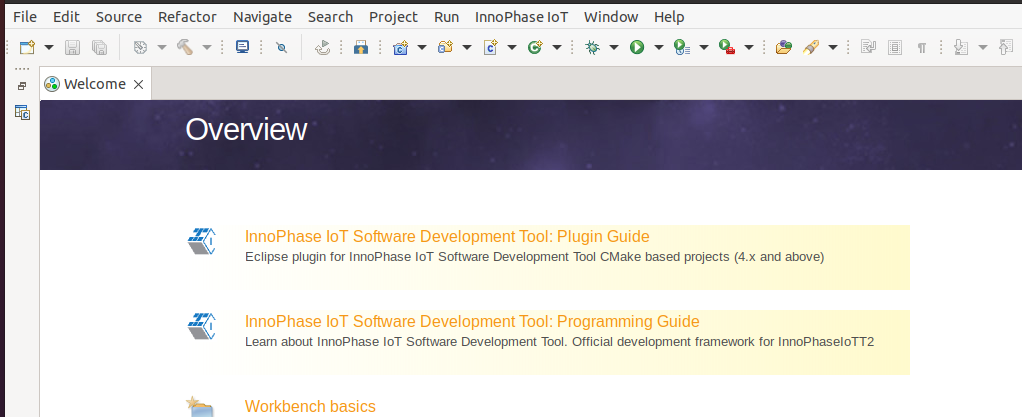 File Edit Source Refactor Navigate Search Project Run InnoPhase IoT Window Help
Welcome
Overview
InnoPhase IoT Software Development Tool: Plugin Guide
Eclipse plugin for InnoPhase IoT Software Development Tool CMake based projects (4.x and above)
InnoPhase IoT Software Development Tool: Programming Guide
Learn about InnoPhase IoT Software Development Tool. Official development framework for InnoPhaseIoTT2
Workbench basics